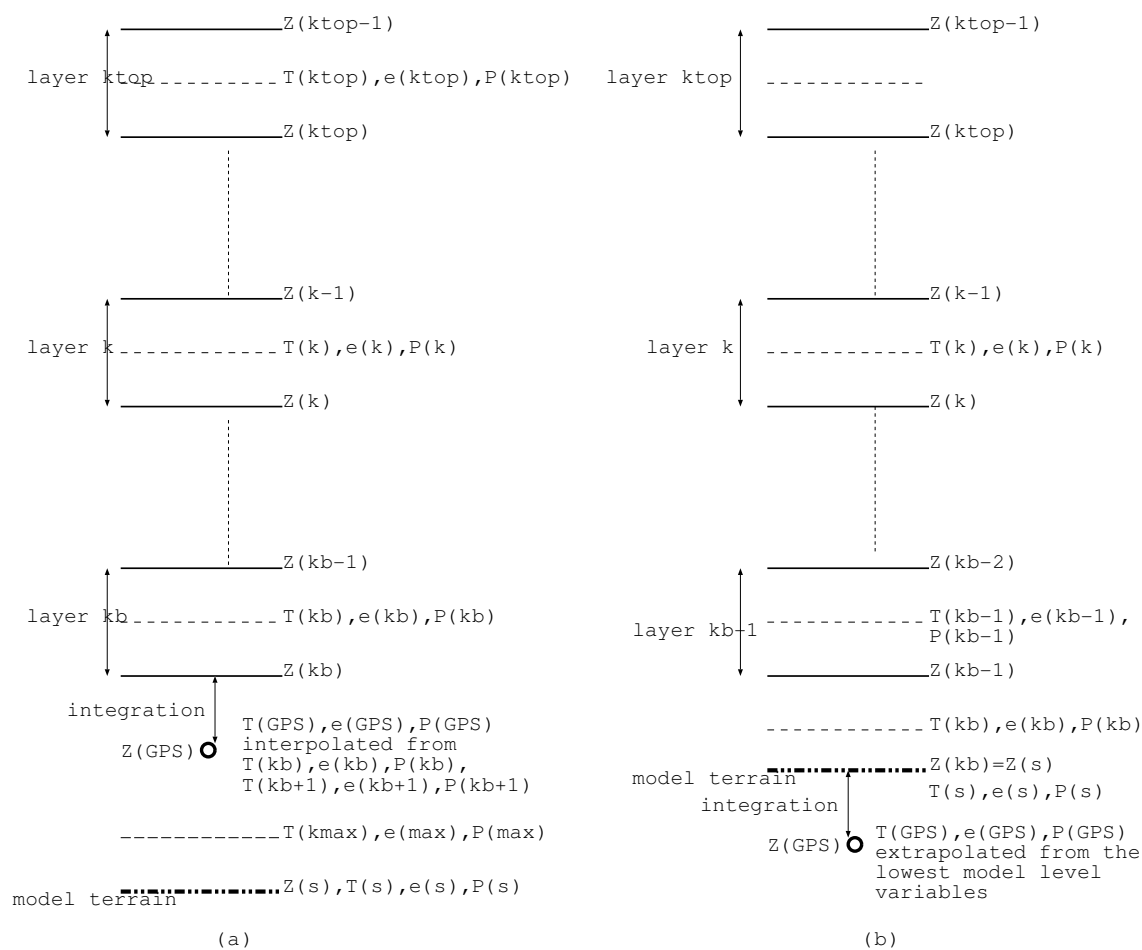 Z(ktop-1)
layer ktop
T(ktop),e(ktop),P(ktop)
Z(ktop)
Z(k-1)
layer k
T(k),e(k),P(k)
Z(k)
Z(kb-1)
layer kb
T(kb),e(kb),P(kb)
Z(kb)
integration
T(GPS),e(GPS),P(GPS)
Z(GPS)
interpolated from
T(kb),e(kb),P(kb),
T(kb+1),e(kb+1),P(kb+1)
T(kmax),e(max),P(max)
Z(s),T(s),e(s),P(s)
model terrain
(a)
Z(ktop-1)
layer ktop
Z(ktop)
Z(k-1)
layer k
T(k),e(k),P(k)
Z(k)
Z(kb-2)
T(kb-1),e(kb-1),
layer kb-1
P(kb-1)
Z(kb-1)
T(kb),e(kb),P(kb)
Z(kb)=Z(s)
model terrain
T(s),e(s),P(s)
integration
T(GPS),e(GPS),P(GPS)
Z(GPS)
extrapolated from the
lowest model level
variables
(b)